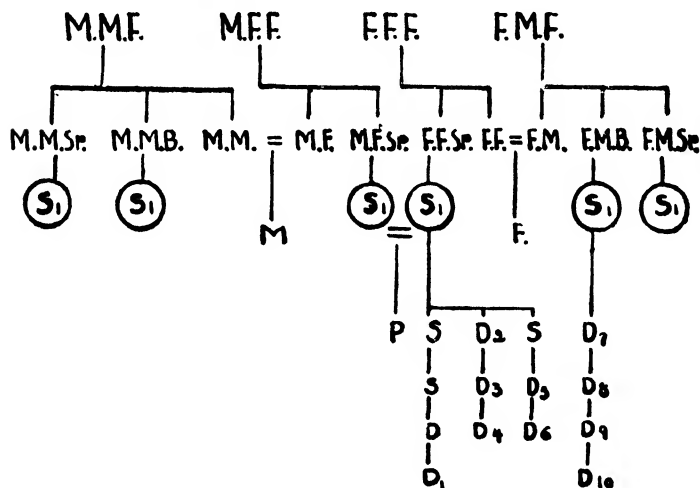 M.M.F. M.F.F. F.F.F. F.M.F.
M.M.Sr. M.M.B. M.M. = M.F. M.F.Sr. F.F.Sr. F.F. = F.M. F.M.B. F.M.Sr.
S1 S1 S1 S1 S1 S1
M = F.
P S D2 S D7
S D3 D5 D8
D D4 D6 D9
D1 D10